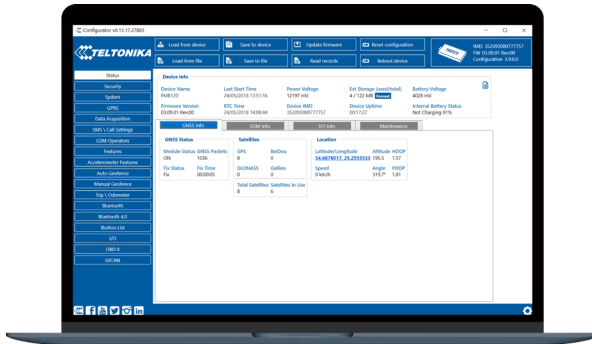 Configurator v0.13.17.27883
TELTONIKA
Load from device
Save to device
Update firmware
Reset configuration
Load from file
Save to file
Read records
Reboot device
IMEI 352093080777757
FW 03.09.01 Rev:00
Configuration 3.9.0.0
Status
Security
System
GPRS
Data Acquisition
SMS \ Call Settings
GSM Operators
Features
Accelerometer Features
Auto Geofence
Manual Geofence
Trip \ Odometer
Bluetooth
Bluetooth 4.0
iButton List
I/O
OBD II
LVCAN
Device Info
Device Name
FMB120
Last Start Time
24/05/2018 13:51:16
Power Voltage
12197 mV.
Ext Storage (used/total)
4 / 122 MB Format
Battery Voltage
4028 mV.
Firmware Version
03.09.01 Rev:00
RTC Time
24/05/2018 14:08:44
Device IMEI
352093080777757
Device Uptime
00:17:27
Internal Battery Status
Not Charging 91%
GNSS Info
GSM Info
I/O Info
Maintenance
GNSS Status
Module Status GNSS Packets
ON 1036
Fix Status Fix Time
Fix 00:00:05
Satellites
GPS BeiDou
8 0
GLONASS Galileo
0 0
Total Satellites Satellites in Use
8 6
Location
Latitude/Longitude Altitude HDOP
54.6676017, 25.2553533 195.5 1.57
Speed Angle PDOP
0 km/h 319.7° 1.81